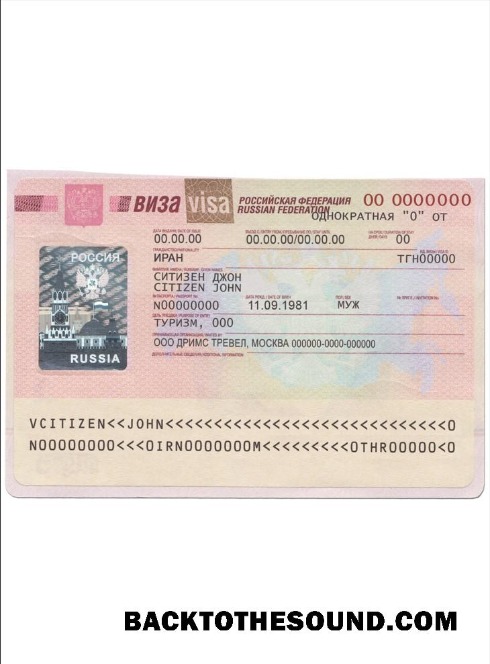 ВИЗА visa РОССИЙСКАЯ ФЕДЕРАЦИЯ 00 0000000
RUSSIAN FEDERATION
ОДНОКРАТНАЯ "0" ОТ
00.00.00 00.00.00/00.00.00 00
РОССИЯ
ИРАН ТГН00000
СИТИЗЕН ДЖОН
CITIZEN JOHN
N00000000 11.09.1981 МУЖ
ТУРИЗМ, 000
RUSSIA
ООО ДРИМС ТРЕВЕЛ, МОСКВА 000000-0000-000000
VCITIZEN<<JOHN<<<<<<<<<<<<<<<<<<<<<<<<<<<<<0
N00000000<<<0IRN0000000M<<<<<<<<<0THR00000<0
BACKTOTHESOUND.COM